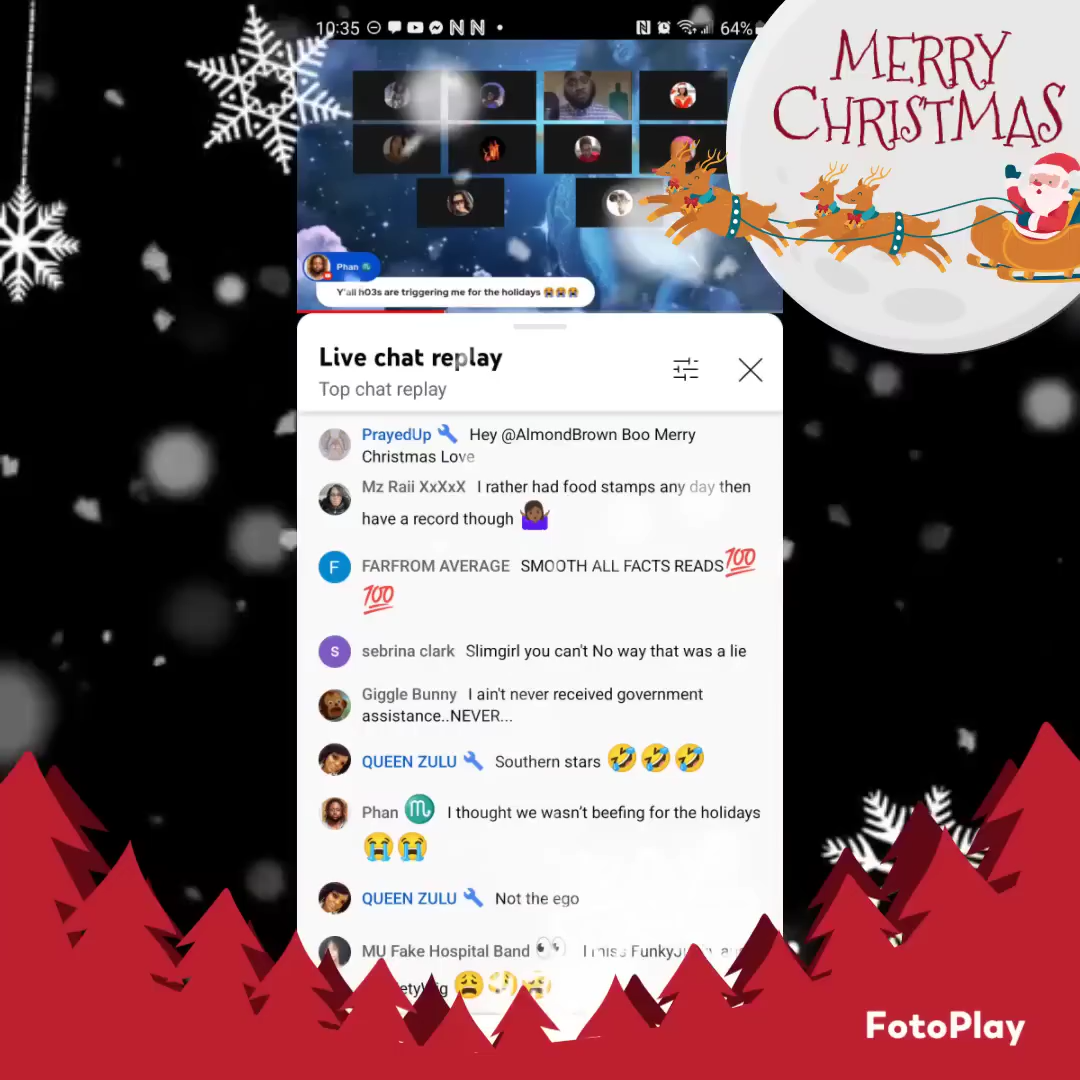 10:35
64%
MERRY
CHRISTMAS
Phan
Y'all h03s are triggering me for the holidays 😭😭😭
Live chat replay
Top chat replay
PrayedUp 🔧 Hey @AlmondBrown Boo Merry
Christmas Love
Mz Raii XxXxX I rather had food stamps any day then
have a record though 🤷🏾‍♀️
F FARFROM AVERAGE SMOOTH ALL FACTS READS💯
💯
S sebrina clark Slimgirl you can't No way that was a lie
Giggle Bunny I ain't never received government
assistance..NEVER...
QUEEN ZULU 🔧 Southern stars 🤣🤣🤣
Phan ♏ I thought we wasn't beefing for the holidays
😭😭
QUEEN ZULU 🔧 Not the ego
MU Fake Hospital Band 👀 I miss
FotoPlay